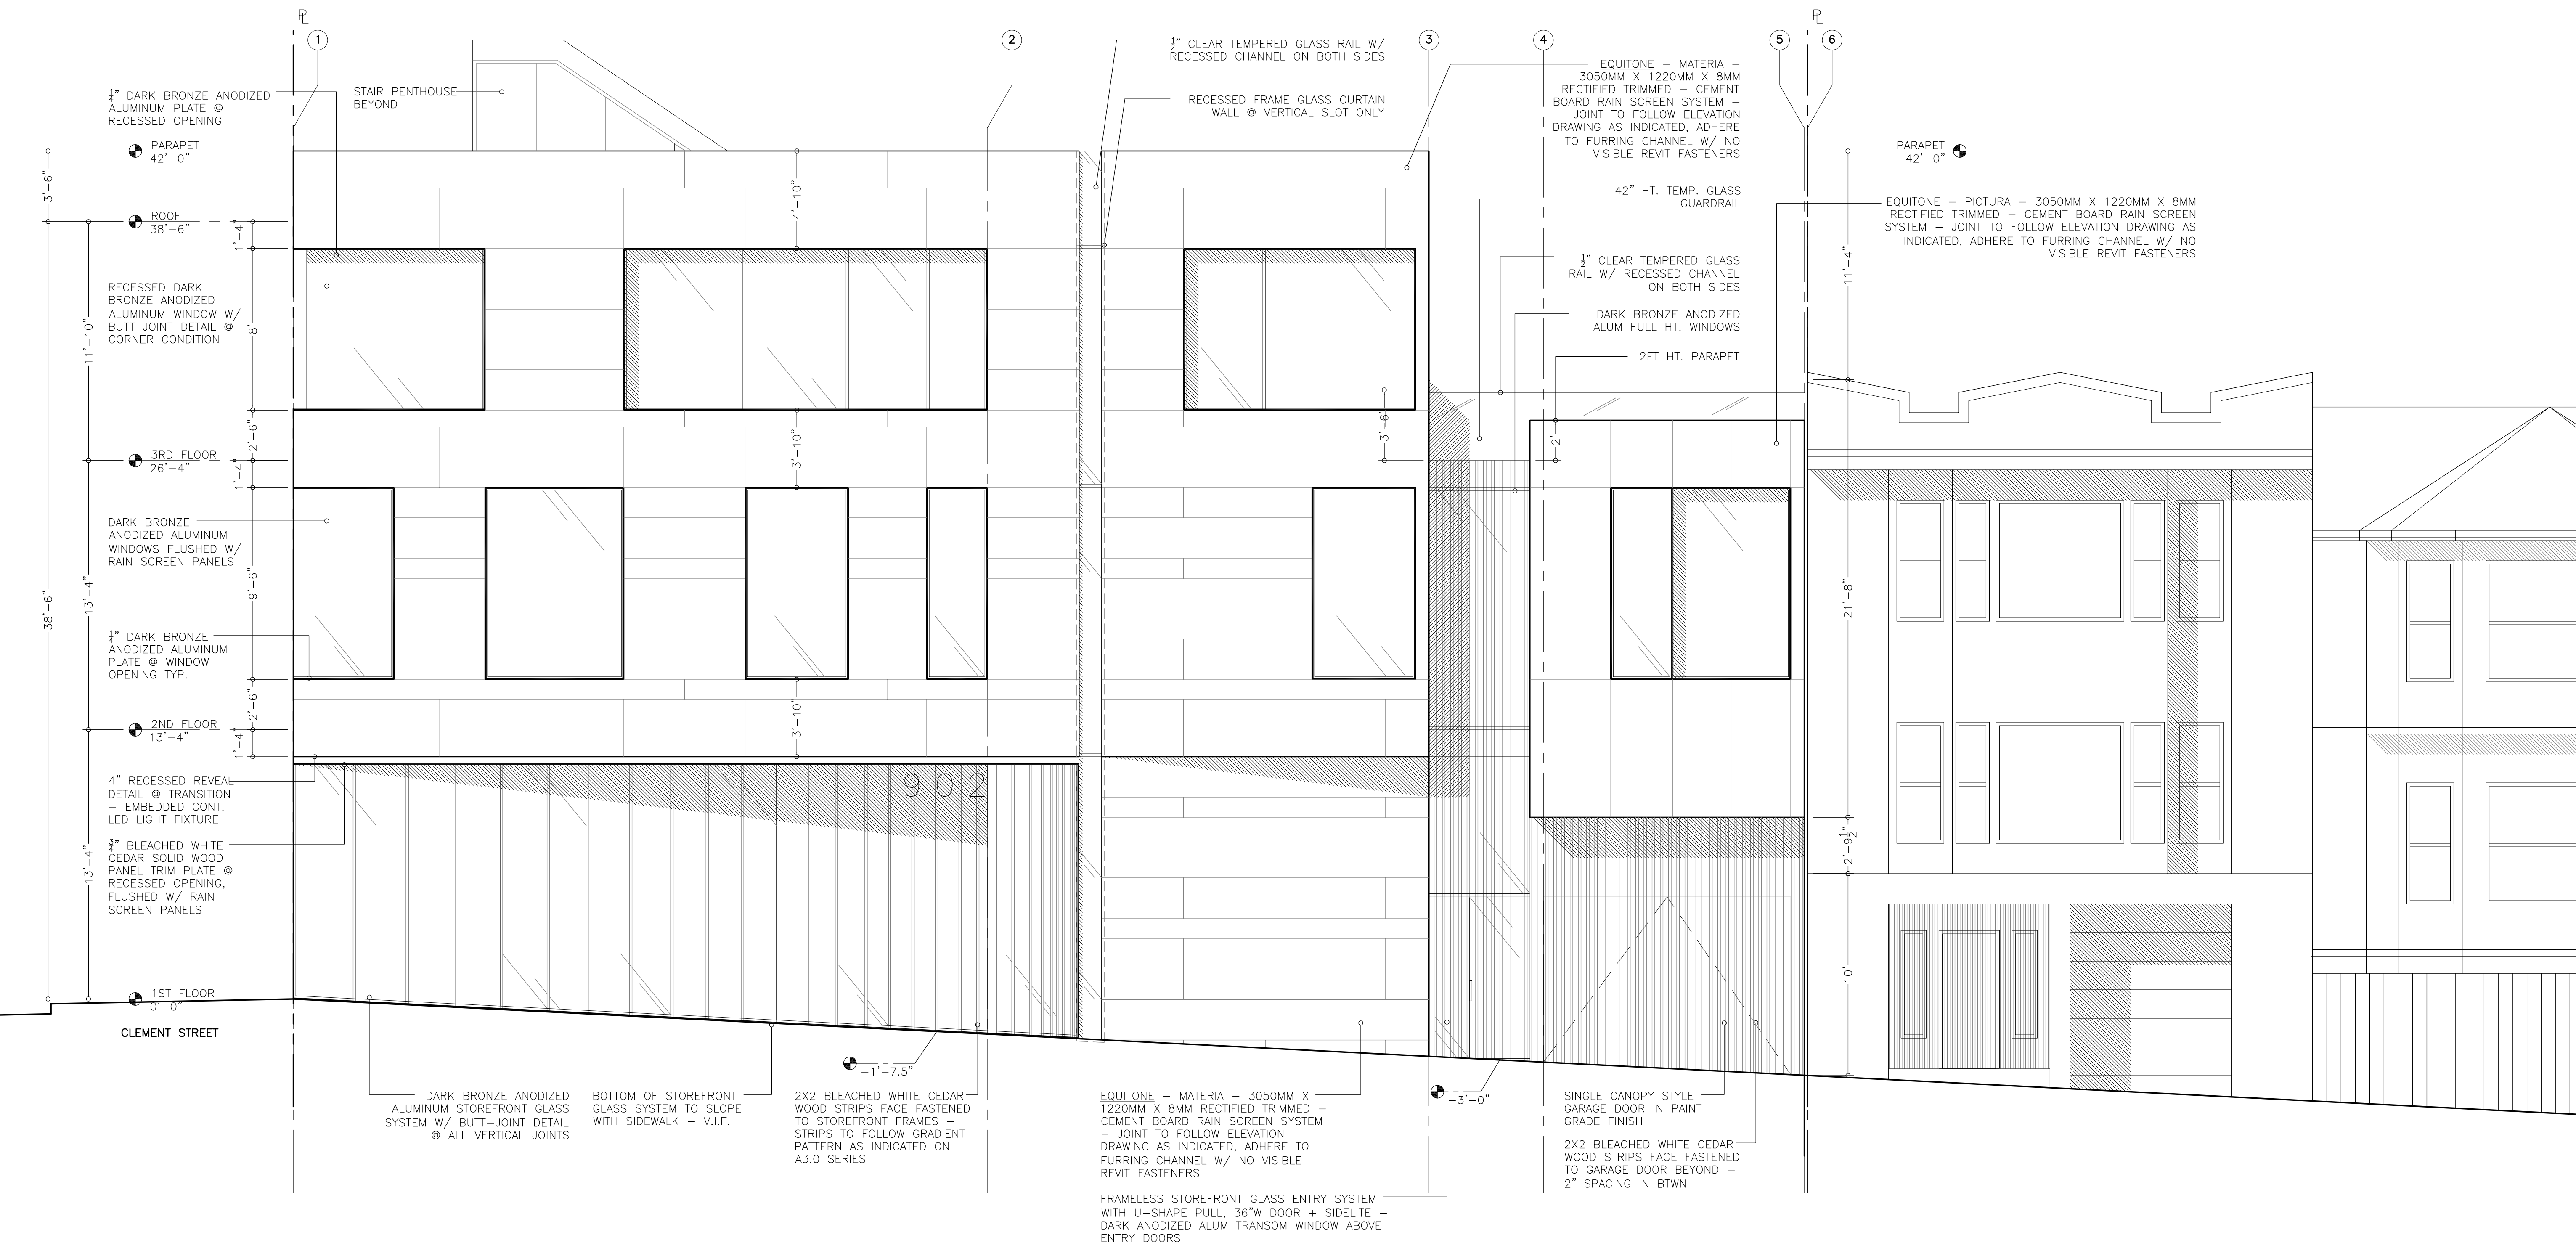 PL
PL
1
2
3
4
5
6
1/4" DARK BRONZE ANODIZED
ALUMINUM PLATE @
RECESSED OPENING
STAIR PENTHOUSE
BEYOND
1/2" CLEAR TEMPERED GLASS RAIL W/
RECESSED CHANNEL ON BOTH SIDES
RECESSED FRAME GLASS CURTAIN
WALL @ VERTICAL SLOT ONLY
EQUITONE – MATERIA –
3050MM X 1220MM X 8MM
RECTIFIED TRIMMED – CEMENT
BOARD RAIN SCREEN SYSTEM –
JOINT TO FOLLOW ELEVATION
DRAWING AS INDICATED, ADHERE
TO FURRING CHANNEL W/ NO
VISIBLE REVIT FASTENERS
42" HT. TEMP. GLASS
GUARDRAIL
1/2" CLEAR TEMPERED GLASS
RAIL W/ RECESSED CHANNEL
ON BOTH SIDES
DARK BRONZE ANODIZED
ALUM FULL HT. WINDOWS
2FT HT. PARAPET
PARAPET
42'-0"
EQUITONE – PICTURA – 3050MM X 1220MM X 8MM
RECTIFIED TRIMMED – CEMENT BOARD RAIN SCREEN
SYSTEM – JOINT TO FOLLOW ELEVATION DRAWING AS
INDICATED, ADHERE TO FURRING CHANNEL W/ NO
VISIBLE REVIT FASTENERS
PARAPET
42'-0"
ROOF
38'-6"
RECESSED DARK
BRONZE ANODIZED
ALUMINUM WINDOW W/
BUTT JOINT DETAIL @
CORNER CONDITION
3RD FLOOR
26'-4"
DARK BRONZE
ANODIZED ALUMINUM
WINDOWS FLUSHED W/
RAIN SCREEN PANELS
1/4" DARK BRONZE
ANODIZED ALUMINUM
PLATE @ WINDOW
OPENING TYP.
2ND FLOOR
13'-4"
4" RECESSED REVEAL
DETAIL @ TRANSITION
– EMBEDDED CONT.
LED LIGHT FIXTURE
3/4" BLEACHED WHITE
CEDAR SOLID WOOD
PANEL TRIM PLATE @
RECESSED OPENING,
FLUSHED W/ RAIN
SCREEN PANELS
1ST FLOOR
0'-0"
CLEMENT STREET
3'-6"
38'-6"
11'-10"
13'-4"
13'-4"
1'-4"
8'
2'-6"
1'-4"
9'-6"
2'-6"
1'-4"
4'-10"
3'-10"
3'-10"
3'-6"
2'
11'-4"
21'-8"
2'-9 1/2"
10'
902
-1'-7.5"
-3'-0"
DARK BRONZE ANODIZED
ALUMINUM STOREFRONT GLASS
SYSTEM W/ BUTT–JOINT DETAIL
@ ALL VERTICAL JOINTS
BOTTOM OF STOREFRONT
GLASS SYSTEM TO SLOPE
WITH SIDEWALK – V.I.F.
2X2 BLEACHED WHITE CEDAR
WOOD STRIPS FACE FASTENED
TO STOREFRONT FRAMES –
STRIPS TO FOLLOW GRADIENT
PATTERN AS INDICATED ON
A3.0 SERIES
EQUITONE – MATERIA – 3050MM X
1220MM X 8MM RECTIFIED TRIMMED –
CEMENT BOARD RAIN SCREEN SYSTEM
– JOINT TO FOLLOW ELEVATION
DRAWING AS INDICATED, ADHERE TO
FURRING CHANNEL W/ NO VISIBLE
REVIT FASTENERS
FRAMELESS STOREFRONT GLASS ENTRY SYSTEM
WITH U–SHAPE PULL, 36"W DOOR + SIDELITE –
DARK ANODIZED ALUM TRANSOM WINDOW ABOVE
ENTRY DOORS
SINGLE CANOPY STYLE
GARAGE DOOR IN PAINT
GRADE FINISH
2X2 BLEACHED WHITE CEDAR
WOOD STRIPS FACE FASTENED
TO GARAGE DOOR BEYOND –
2" SPACING IN BTWN